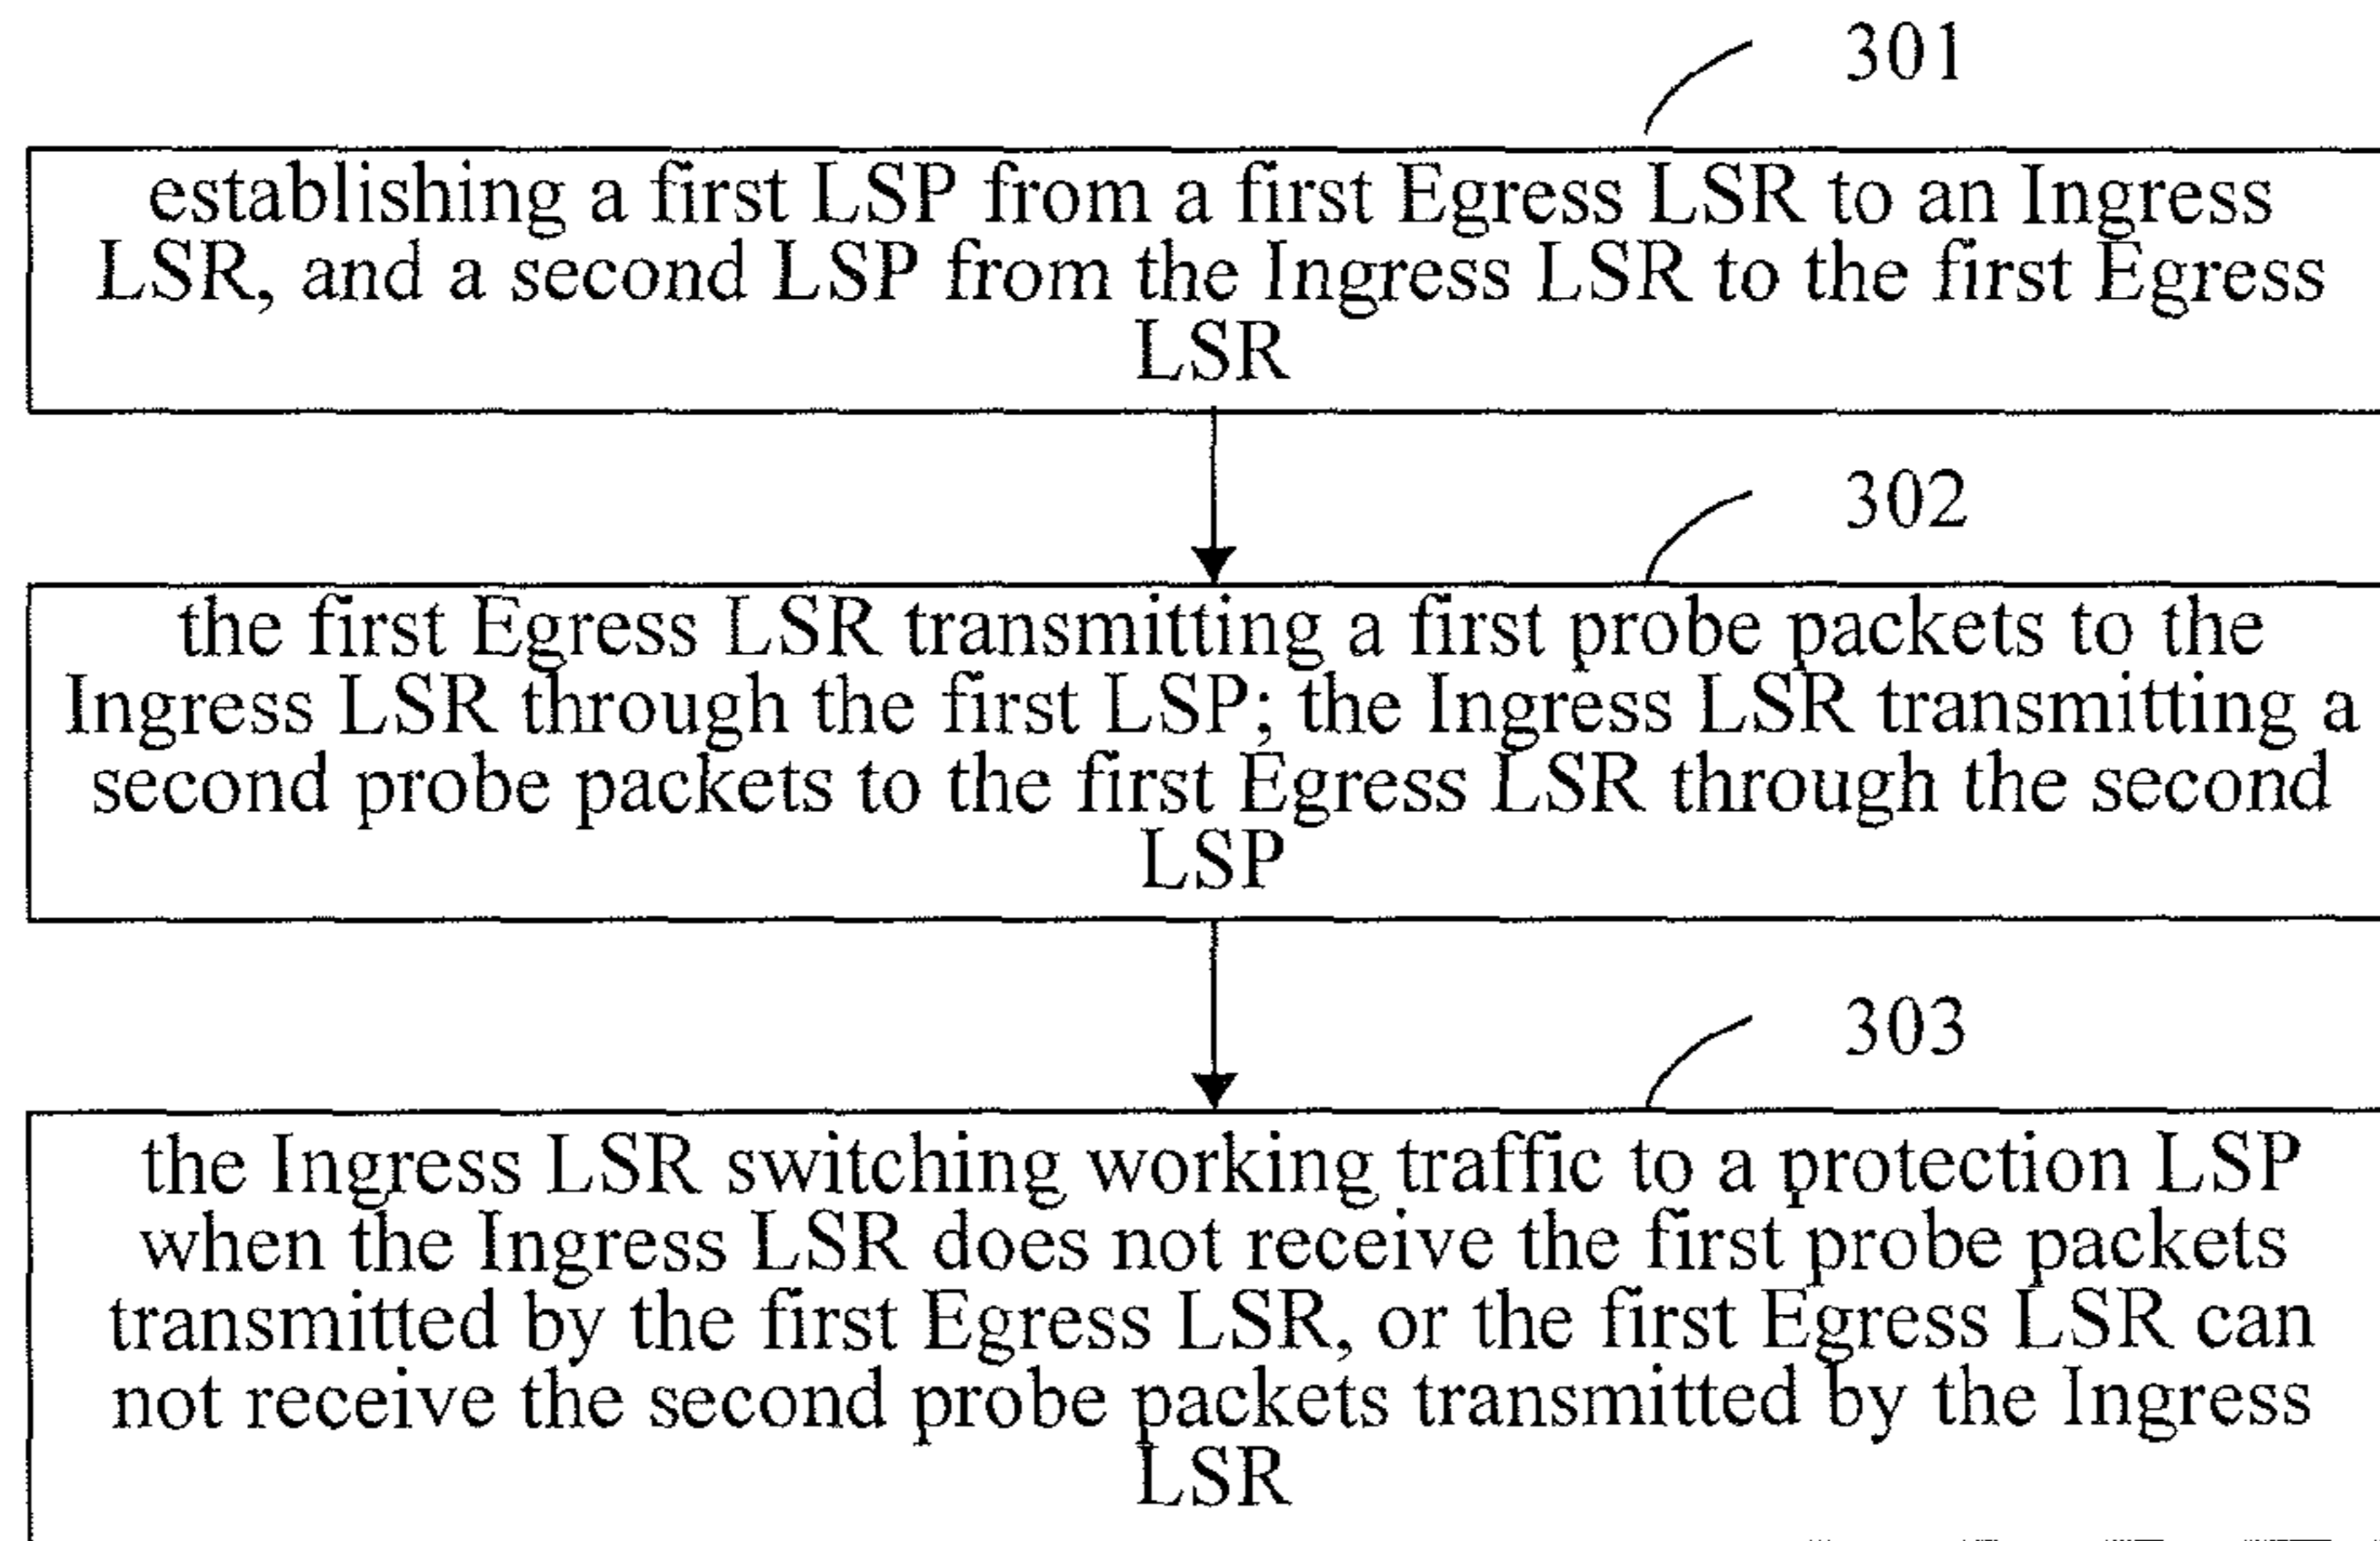 301
establishing a first LSP from a first Egress LSR to an Ingress
LSR, and a second LSP from the Ingress LSR to the first Egress
LSR
302
the first Egress LSR transmitting a first probe packets to the
Ingress LSR through the first LSP; the Ingress LSR transmitting a
second probe packets to the first Egress LSR through the second
LSP
303
the Ingress LSR switching working traffic to a protection LSP
when the Ingress LSR does not receive the first probe packets
transmitted by the first Egress LSR, or the first Egress LSR can
not receive the second probe packets transmitted by the Ingress
LSR